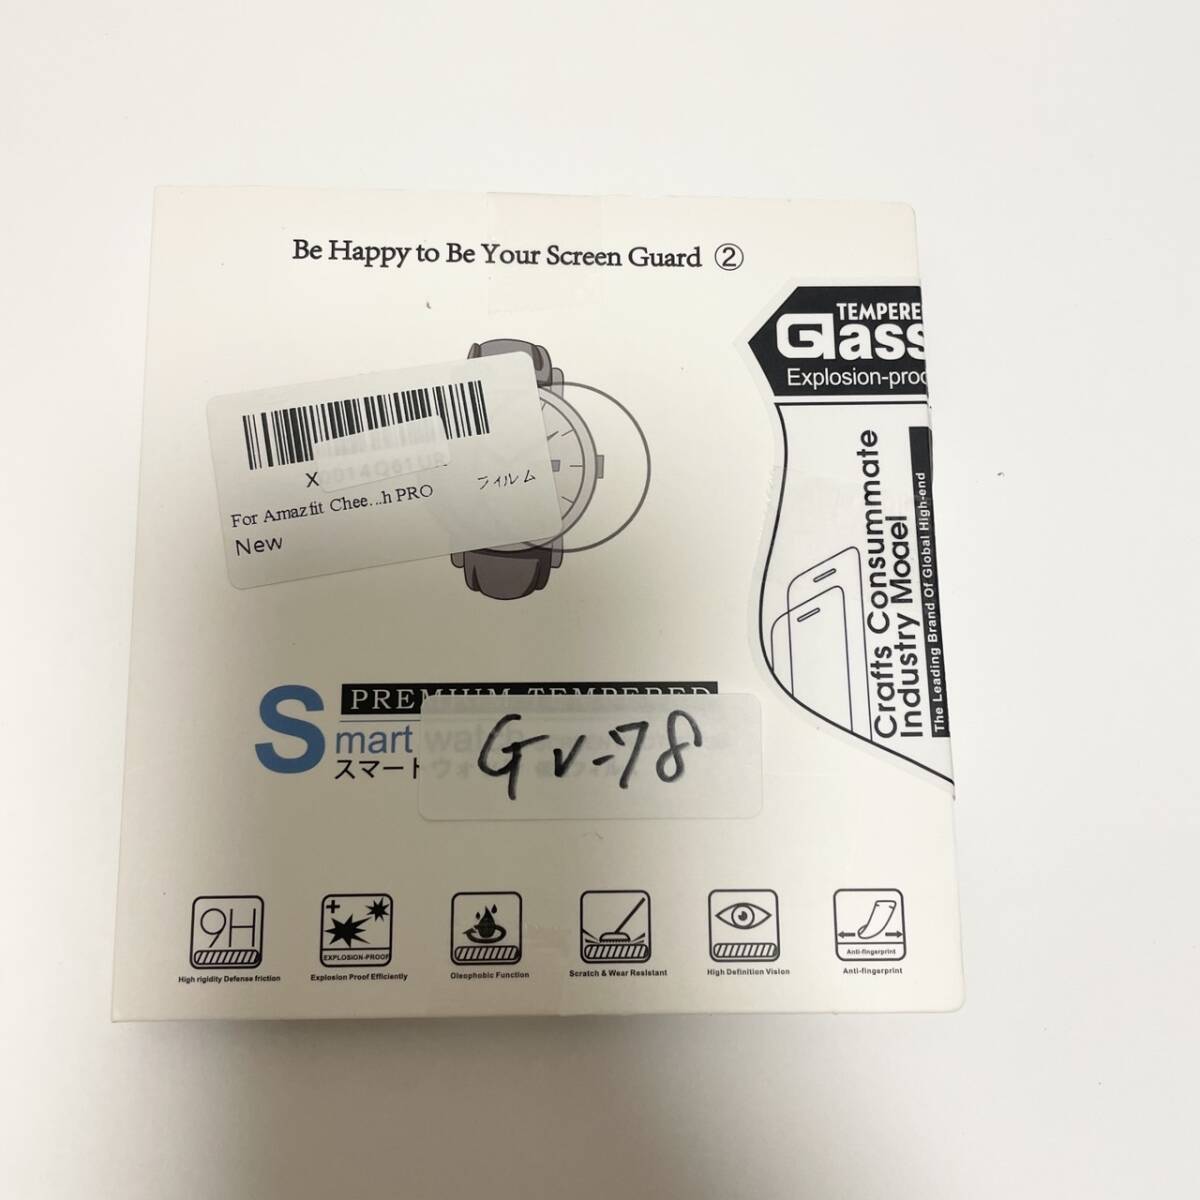 Be Happy to Be Your Screen Guard ②
TEMPERE
Glass
Explosion-proo
Crafts Consummate
Industry Moael
The Leading Brand Of Global High-end
X
For Amazfit Chee...h PRO フィルム
New
PREMIUM TEMPERED
Smart watch
スマート
Gv-78
9H
High rigidity Defense friction
EXPLOSION-PROOF
Explosion Proof Efficiently
Oleophobic Function
Scratch & Wear Resistant
High Definition Vision
Anti-fingerprint
Anti-fingerprint